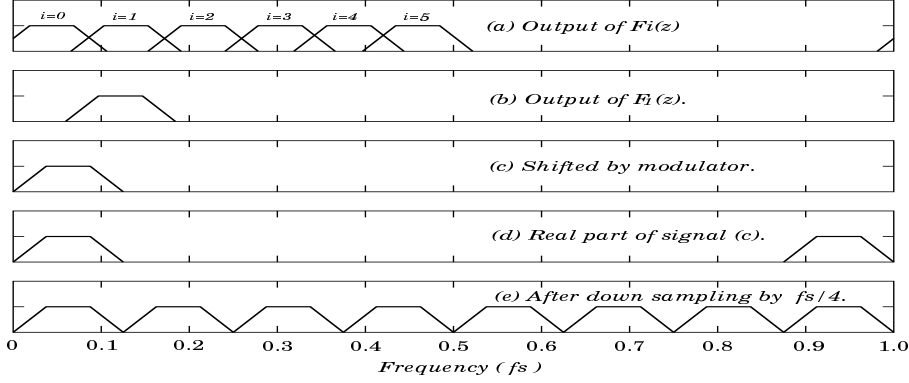 i=0 i=1 i=2 i=3 i=4 i=5
(a) Output of Fi(z)
(b) Output of F1(z).
(c) Shifted by modulator.
(d) Real part of signal (c).
(e) After down sampling by fs/4.
0 0.1 0.2 0.3 0.4 0.5 0.6 0.7 0.8 0.9 1.0
Frequency ( fs )